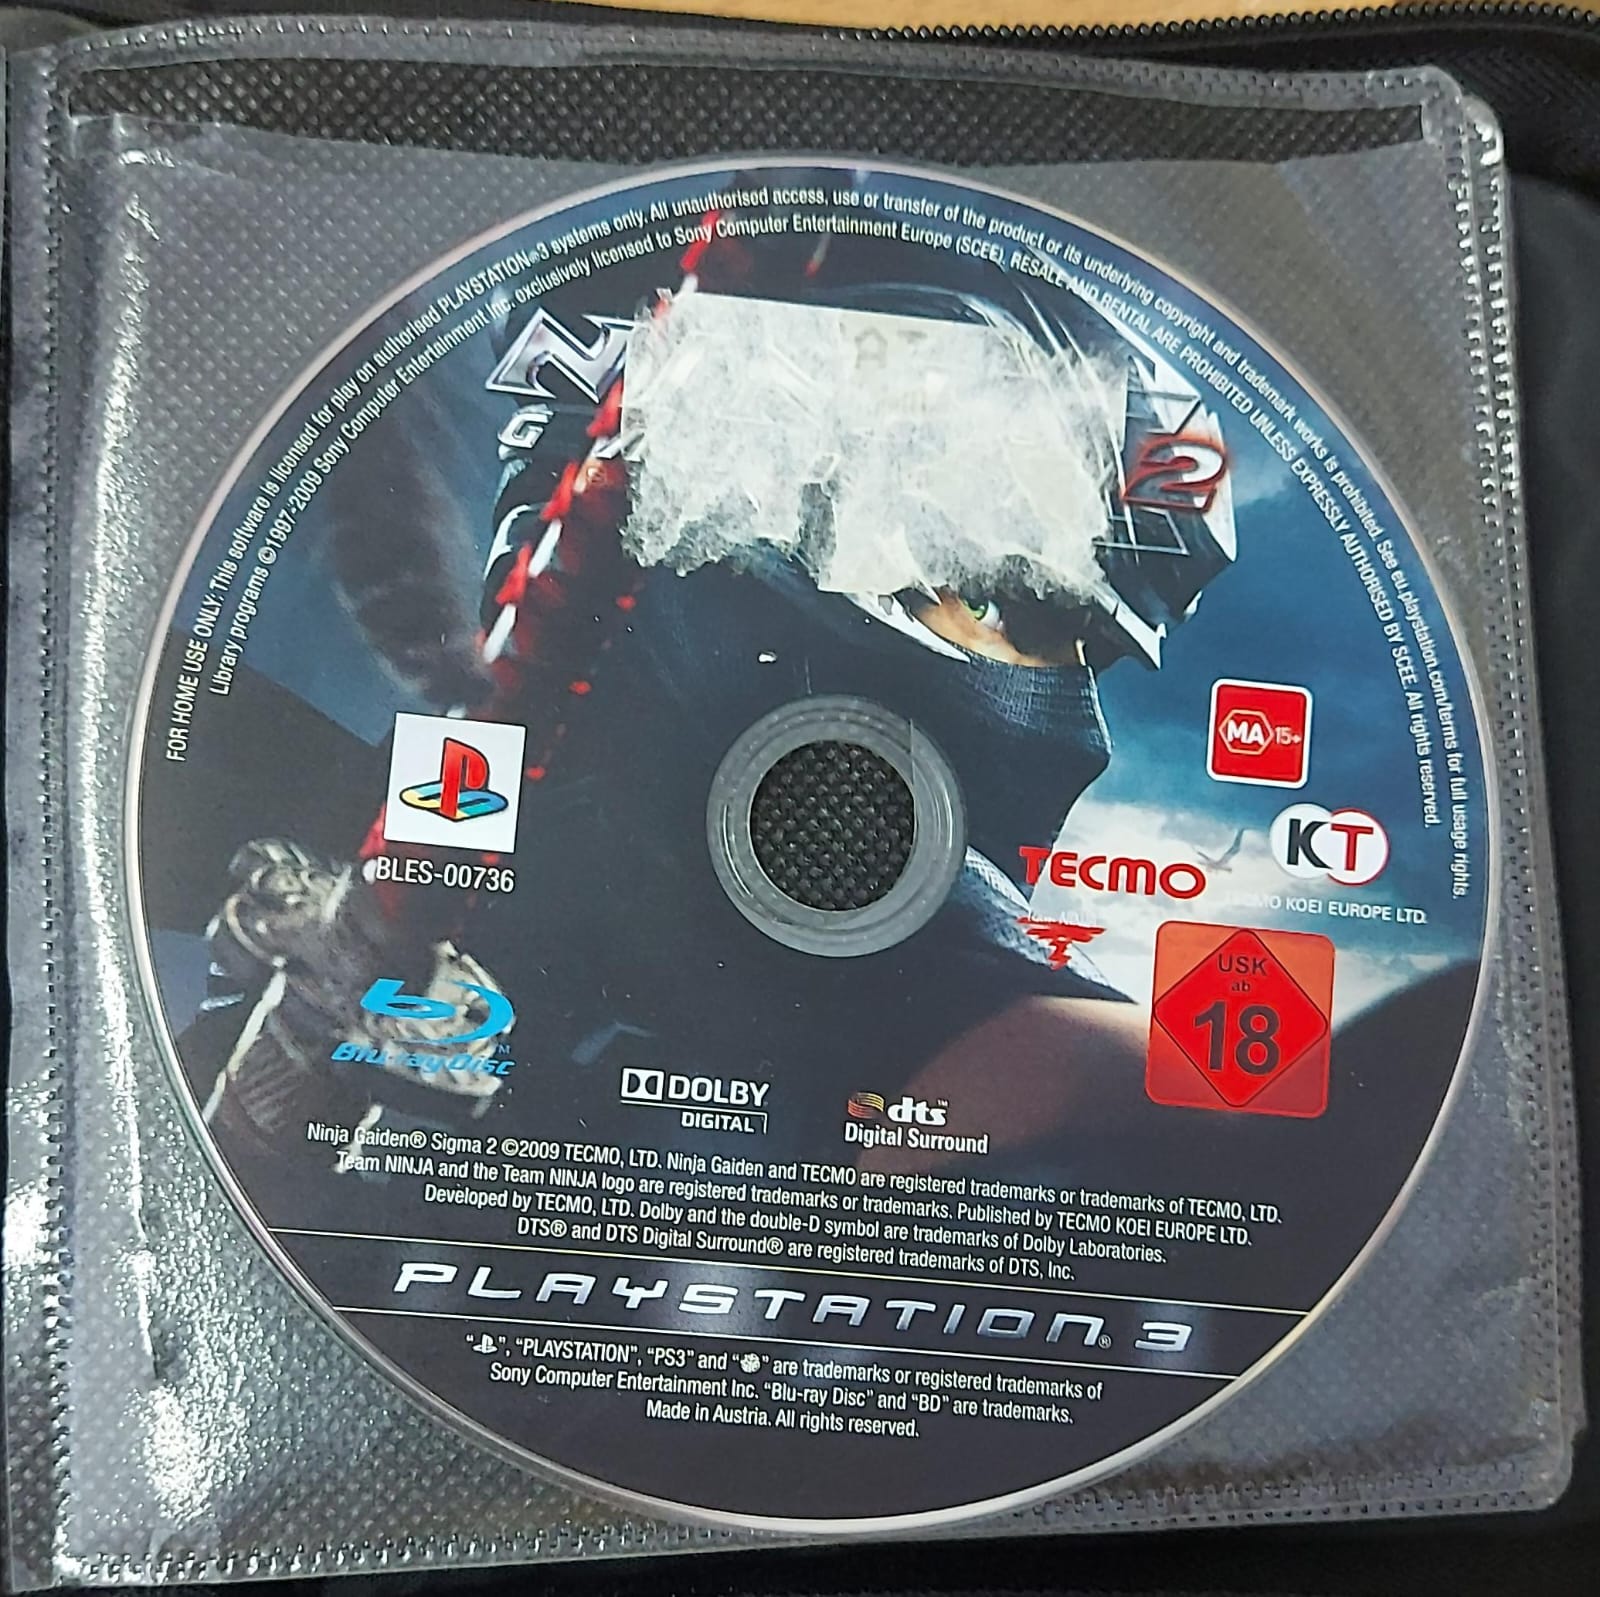 FOR HOME USE ONLY: This software is licensed for play on authorised PLAYSTATION®3 systems only. All unauthorised access, use or transfer of the product or its underlying copyright and trademark works is prohibited. See eu.playstation.com/terms for full usage rights.
Library programs ©1997-2009 Sony Computer Entertainment Inc. exclusively licensed to Sony Computer Entertainment Europe (SCEE). RESALE AND RENTAL ARE PROHIBITED UNLESS EXPRESSLY AUTHORISED BY SCEE. All rights reserved.
N
G
2
MA 15+
KT
BLES-00736
TECMO
TECMO KOEI EUROPE LTD.
USK
ab
18
Blu-ray Disc™
DOLBY
DIGITAL
dts™
Digital Surround
Ninja Gaiden® Sigma 2 ©2009 TECMO, LTD. Ninja Gaiden and TECMO are registered trademarks or trademarks of TECMO, LTD.
Team NINJA and the Team NINJA logo are registered trademarks or trademarks. Published by TECMO KOEI EUROPE LTD.
Developed by TECMO, LTD. Dolby and the double-D symbol are trademarks of Dolby Laboratories.
DTS® and DTS Digital Surround® are registered trademarks of DTS, Inc.
PLAYSTATION®3
“ ”, “PLAYSTATION”, “PS3” and “ ” are trademarks or registered trademarks of
Sony Computer Entertainment Inc. “Blu-ray Disc” and “BD” are trademarks.
Made in Austria. All rights reserved.